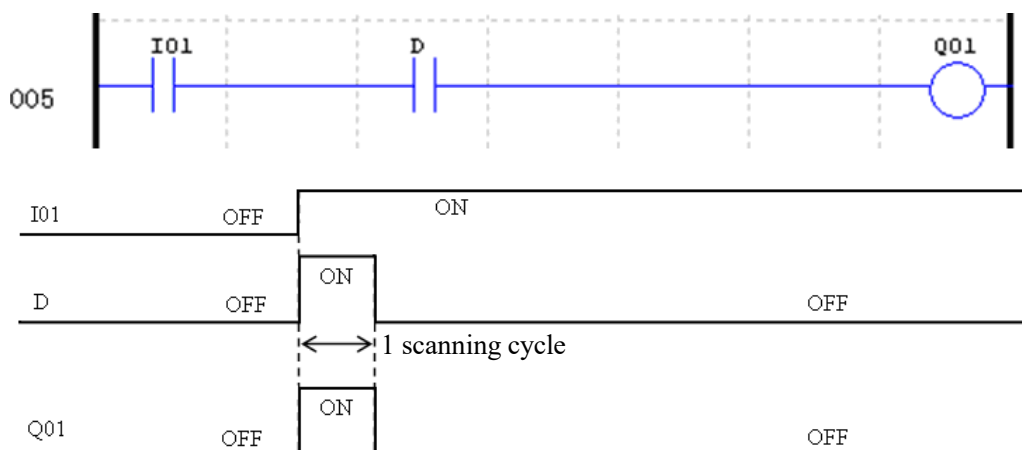 I01 D Q01
005
I01 OFF ON
ON
D OFF OFF
1 scanning cycle
ON
Q01 OFF OFF